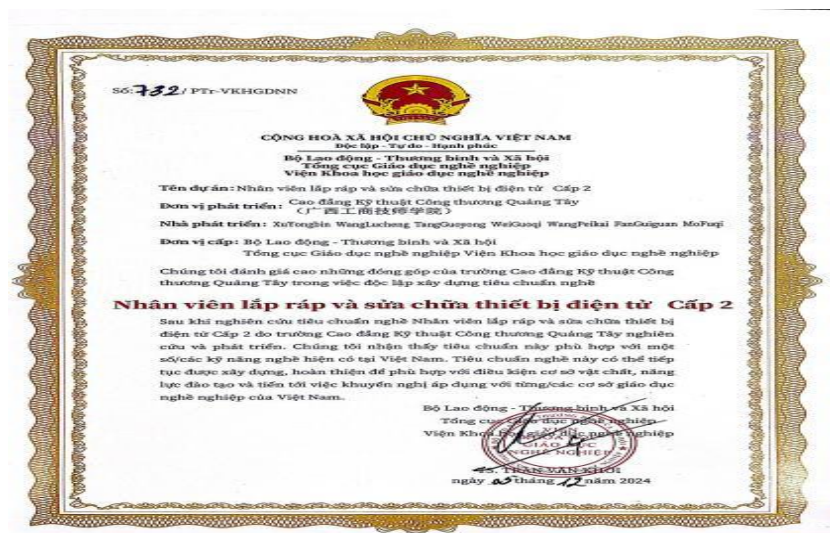 Số: 732 / PTr-VKHGDNN
CỘNG HOÀ XÃ HỘI CHỦ NGHĨA VIỆT NAM
Độc lập - Tự do - Hạnh phúc
Bộ Lao động - Thương binh và Xã hội
Tổng cục Giáo dục nghề nghiệp
Viện Khoa học giáo dục nghề nghiệp
Tên dự án: Nhân viên lắp ráp và sửa chữa thiết bị điện tử Cấp 2
Đơn vị phát triển: Cao đẳng Kỹ thuật Công thương Quảng Tây
(广西工商技师学院)
Nhà phát triển: XuYongbin WangLucheng TangGuoyong WeiGuoqi WangPeikai FanGuiguan MoFuqi
Đơn vị cấp: Bộ Lao động - Thương binh và Xã hội
Tổng cục Giáo dục nghề nghiệp Viện Khoa học giáo dục nghề nghiệp
Chúng tôi đánh giá cao những đóng góp của trường Cao đẳng Kỹ thuật Công
thương Quảng Tây trong việc độc lập xây dựng tiêu chuẩn nghề
Nhân viên lắp ráp và sửa chữa thiết bị điện tử Cấp 2
Sau khi nghiên cứu tiêu chuẩn nghề Nhân viên lắp ráp và sửa chữa thiết bị
điện tử Cấp 2 do trường Cao đẳng Kỹ thuật Công thương Quảng Tây nghiên
cứu và phát triển. Chúng tôi nhận thấy tiêu chuẩn này phù hợp với một
số/các kỹ năng nghề hiện có tại Việt Nam. Tiêu chuẩn nghề này có thể tiếp
tục được xây dựng, hoàn thiện để phù hợp với điều kiện cơ sở vật chất, năng
lực đào tạo và tiến tới việc khuyến nghị áp dụng với từng/các cơ sở giáo dục
nghề nghiệp của Việt Nam.
Bộ Lao động - Thương binh và Xã hội
Tổng cục Giáo dục nghề nghiệp
Viện Khoa học giáo dục nghề nghiệp
VIỆN
KHOA HỌC
GIÁO DỤC
NGHỀ NGHIỆP
TS. TRẦN VĂN KHÔI
ngày 05 tháng 12 năm 2024